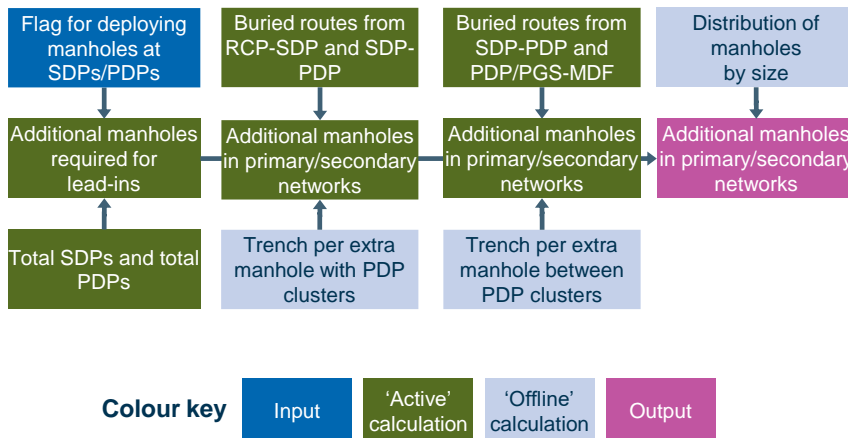 Flag for deploying
manholes at
SDPs/PDPs
Buried routes from
RCP-SDP and SDP-
PDP
Buried routes from
SDP-PDP and
PDP/PGS-MDF
Distribution of
manholes
by size
Additional manholes
required for
lead-ins
Additional manholes
in primary/secondary
networks
Additional manholes
in primary/secondary
networks
Additional manholes
in primary/secondary
networks
Total SDPs and total
PDPs
Trench per extra
manhole with PDP
clusters
Trench per extra
manhole between
PDP clusters
Colour key
Input
‘Active’
calculation
‘Offline’
calculation
Output